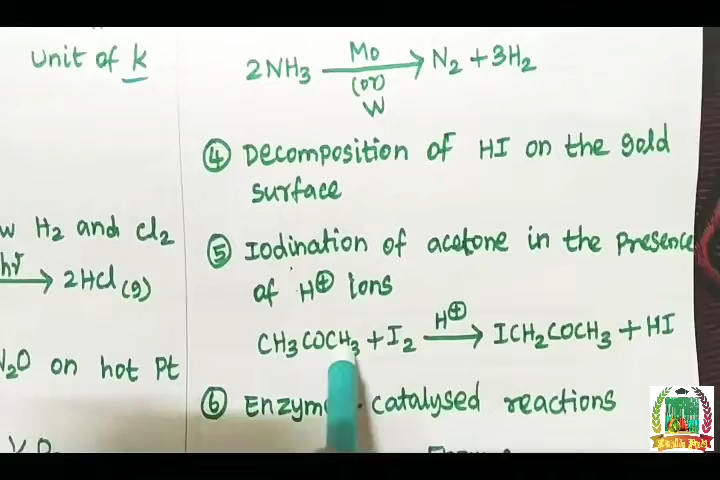 unit of k
w H2 and Cl2
hν → 2HCl(g)
N2O on hot Pt
2NH3 —Mo (or) W→ N2 + 3H2
④ Decomposition of HI on the gold
surface
⑤ Iodination of acetone in the presence
of H⊕ ions
CH3COCH3 + I2 —H⊕→ ICH2COCH3 + HI
⑥ Enzyme catalysed reactions